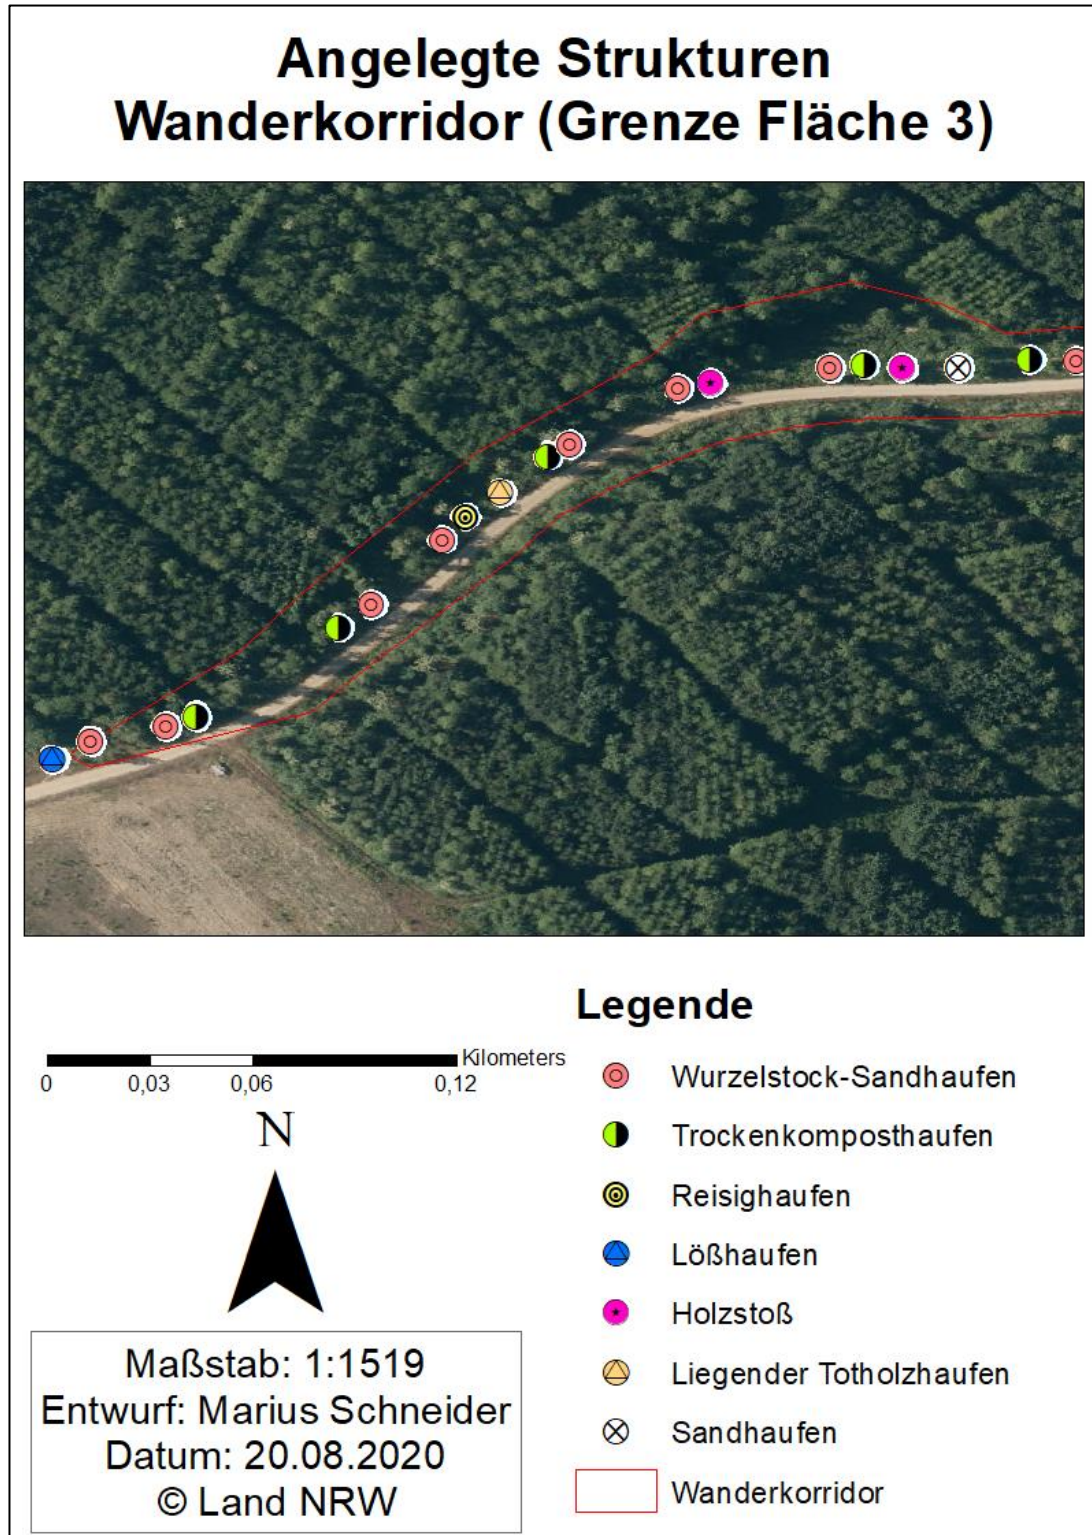 Angelegte Strukturen
Wanderkorridor (Grenze Fläche 3)
Kilometers
0 0,03 0,06 0,12
N
Maßstab: 1:1519
Entwurf: Marius Schneider
Datum: 20.08.2020
© Land NRW
Legende
Wurzelstock-Sandhaufen
Trockenkomposthaufen
Reisighaufen
Lößhaufen
Holzstoß
Liegender Totholzhaufen
Sandhaufen
Wanderkorridor